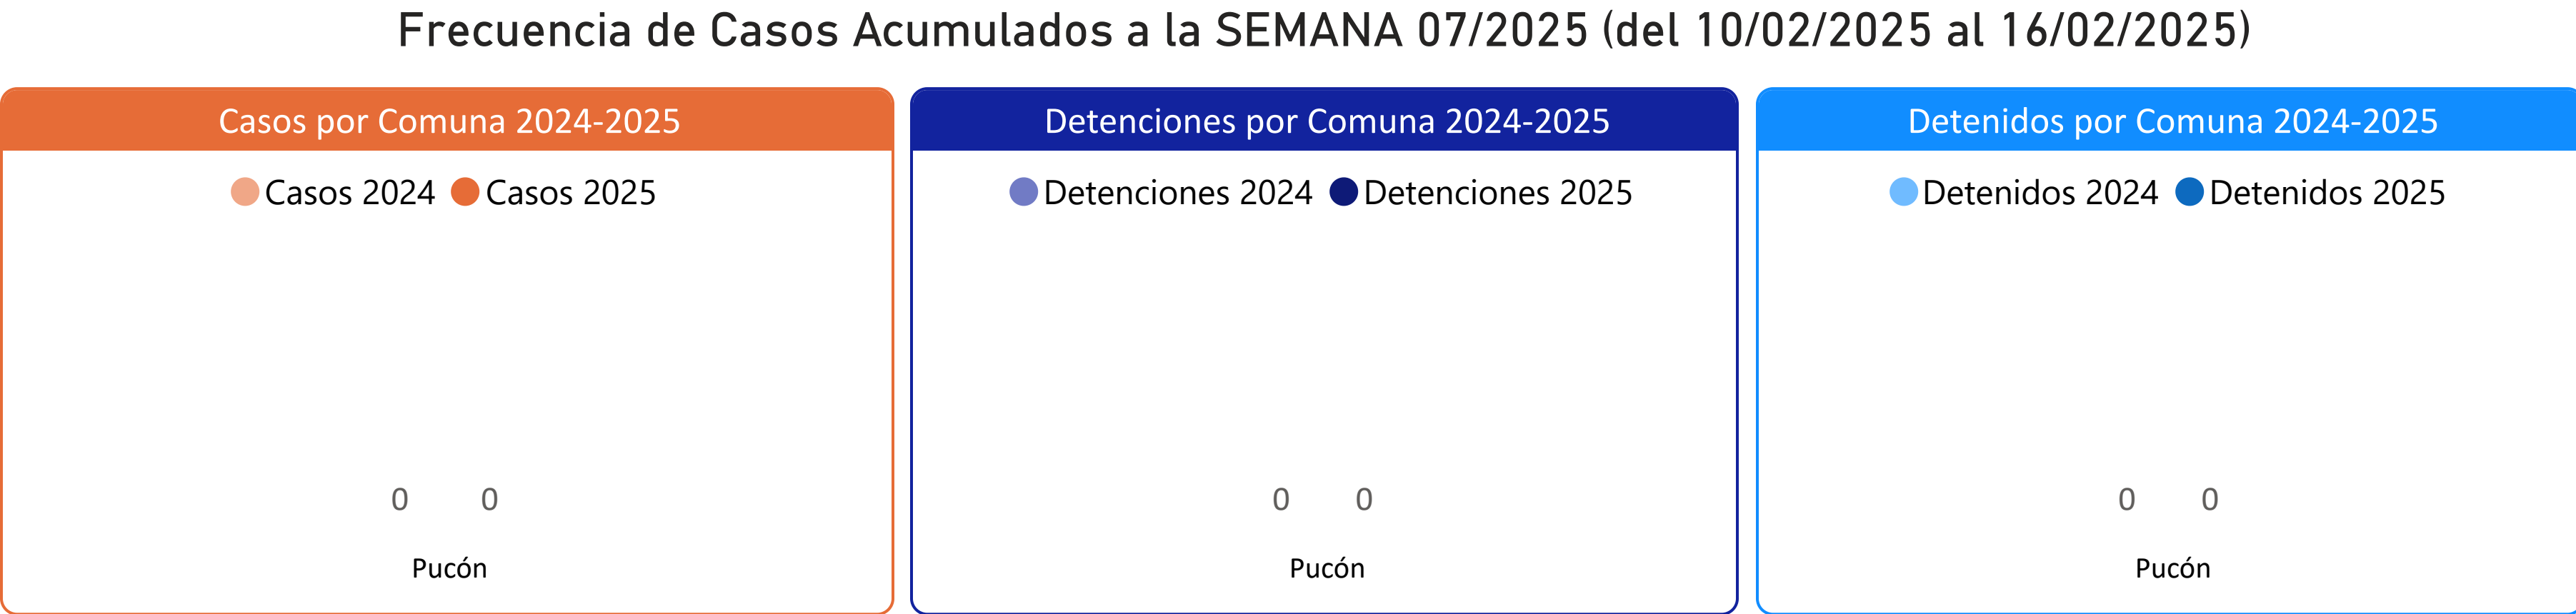 Frecuencia de Casos Acumulados a la SEMANA 07/2025 (del 10/02/2025 al 16/02/2025)
Casos por Comuna 2024-2025
Casos 2024 Casos 2025
0 0
Pucón
Detenciones por Comuna 2024-2025
Detenciones 2024 Detenciones 2025
0 0
Pucón
Detenidos por Comuna 2024-2025
Detenidos 2024 Detenidos 2025
0 0
Pucón